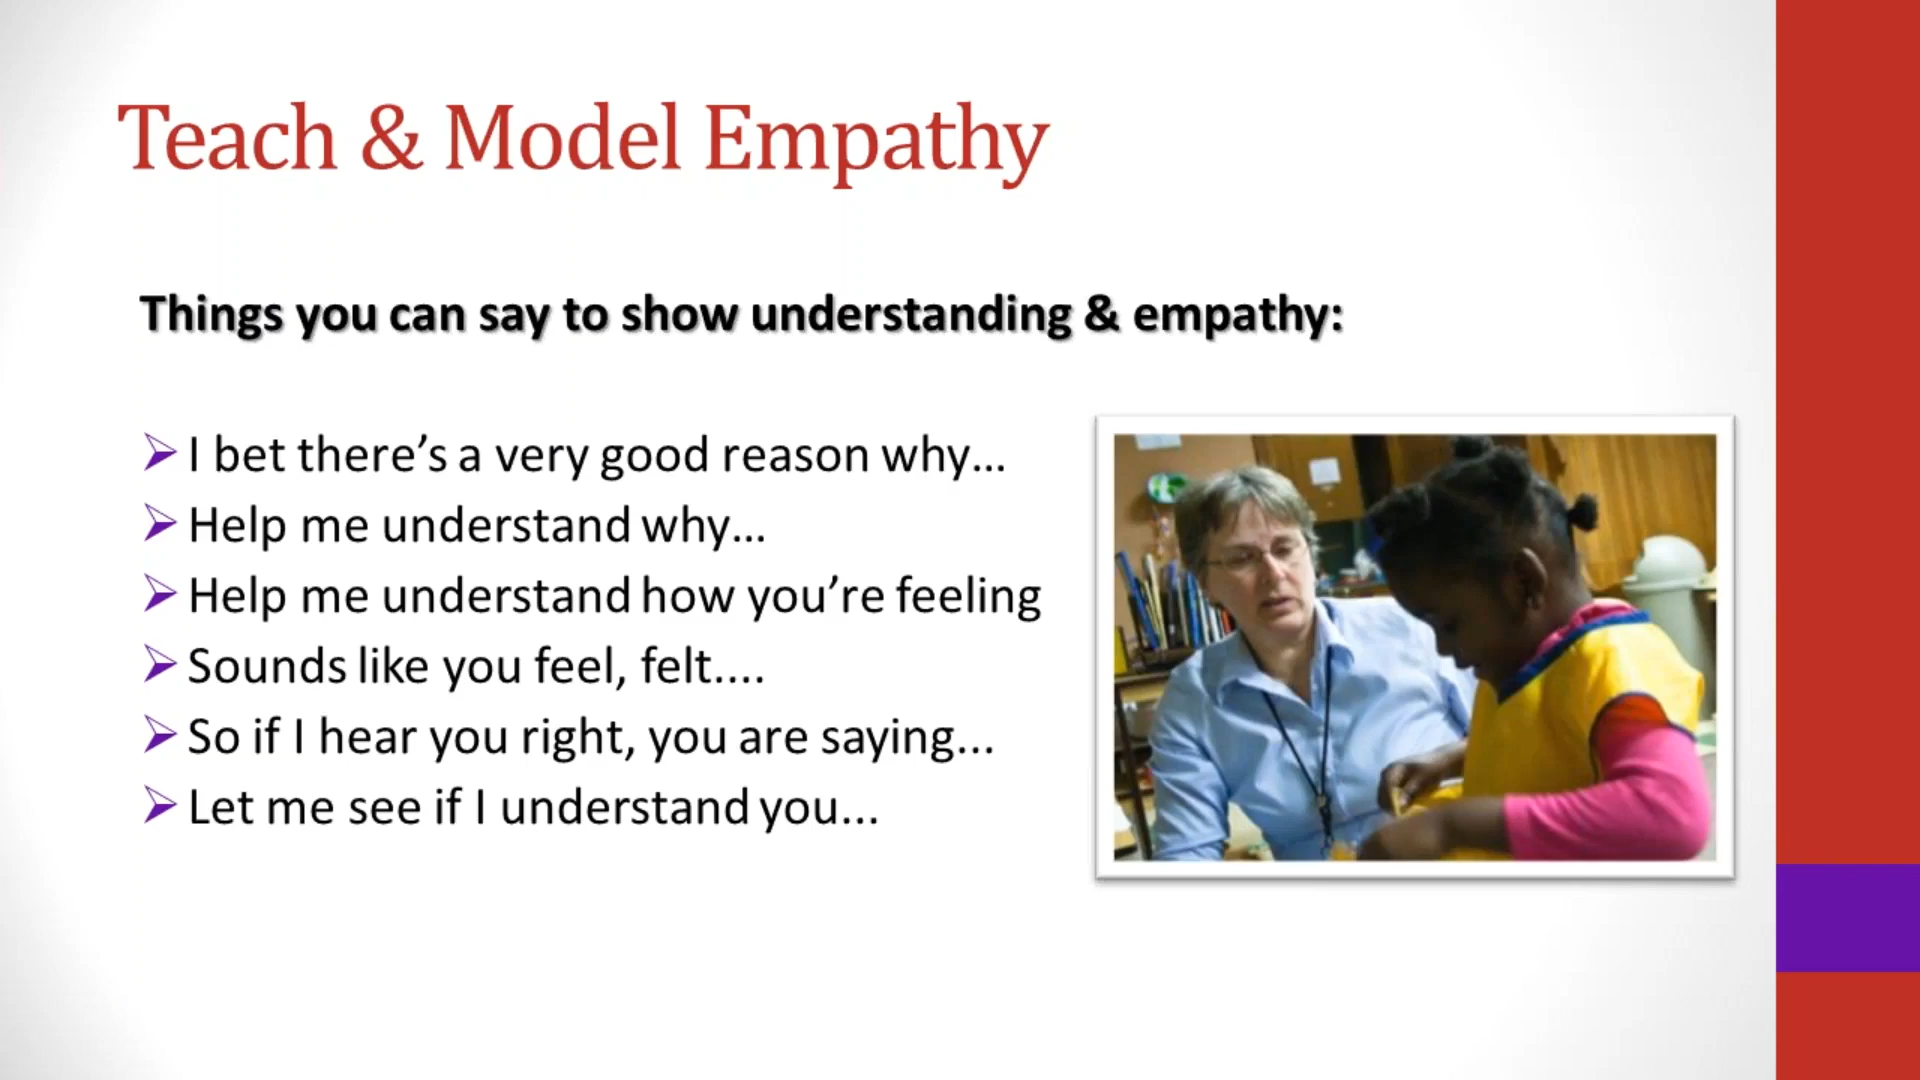 Teach & Model Empathy
Things you can say to show understanding & empathy:
I bet there’s a very good reason why...
Help me understand why...
Help me understand how you’re feeling
Sounds like you feel, felt....
So if I hear you right, you are saying...
Let me see if I understand you...